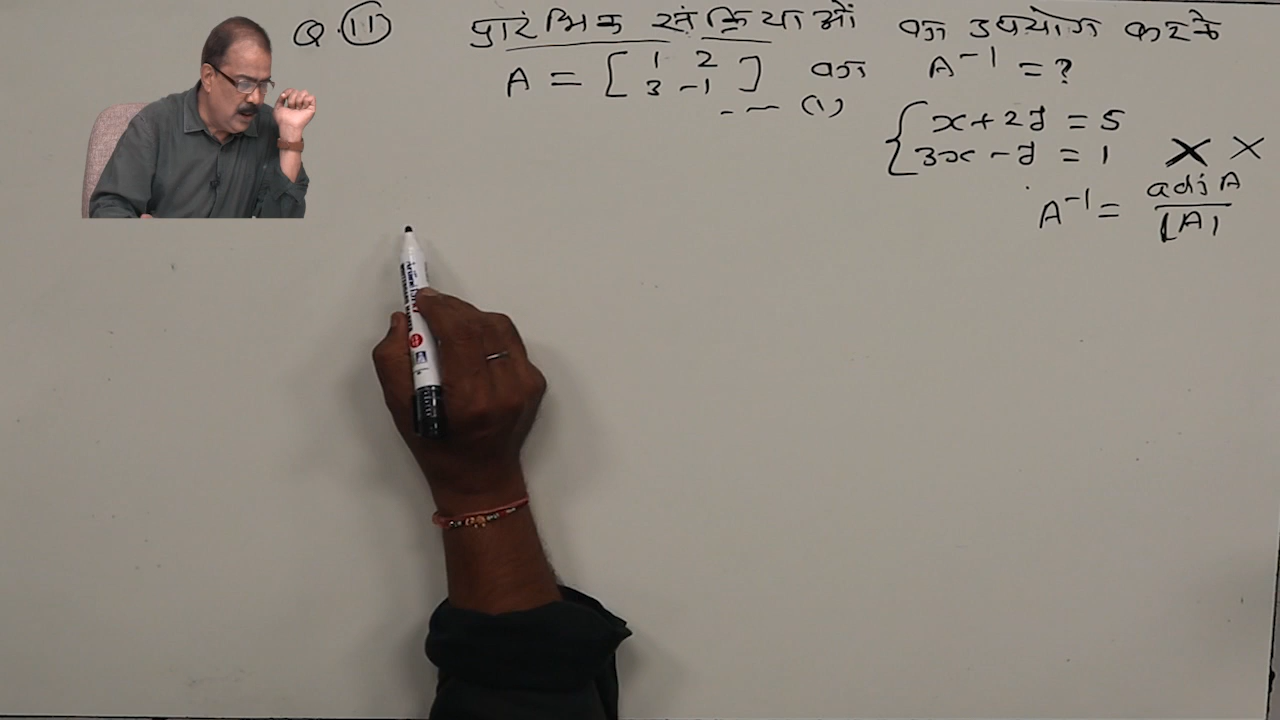 Q. 11 प्रारंभिक संक्रियाओं का उपयोग करके
A = [ 1 2
3 -1 ] का A⁻¹ = ?
- - (1)
x + 2y = 5
3x - y = 1
A⁻¹ = adj A
|A|